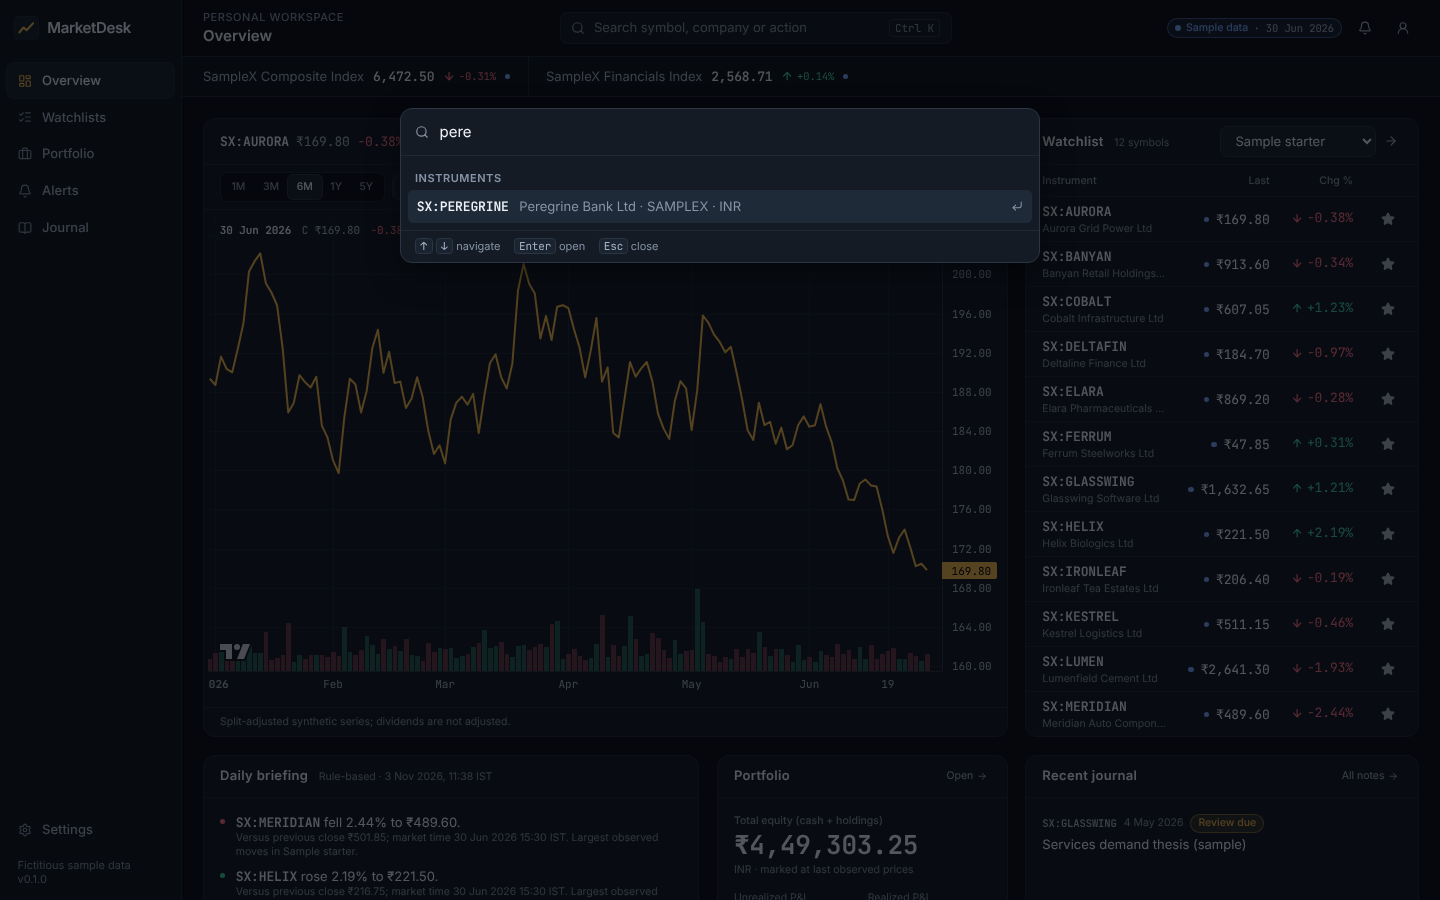 MarketDesk
PERSONAL WORKSPACE
Overview
Search symbol, company or action
Ctrl K
Sample data · 30 Jun 2026
SampleX Composite Index 6,472.50 ↓ -0.31%
SampleX Financials Index 2,568.71 ↑ +0.14%
Overview
Watchlists
Portfolio
Alerts
Journal
Settings
Fictitious sample data
v0.1.0
pere
INSTRUMENTS
SX:PEREGRINE Peregrine Bank Ltd · SAMPLEX · INR
↑ ↓ navigate Enter open Esc close
SX:AURORA ₹169.80 -0.38%
1M 3M 6M 1Y 5Y
30 Jun 2026 C ₹169.80
200.00
196.00
192.00
188.00
184.00
180.00
176.00
172.00
169.80
168.00
164.00
160.00
026 Feb Mar Apr May Jun 19
Split-adjusted synthetic series; dividends are not adjusted.
Watchlist 12 symbols Sample starter
Instrument Last Chg %
SX:AURORA ₹169.80 ↓ -0.38%
Aurora Grid Power Ltd
SX:BANYAN ₹913.60 ↓ -0.34%
Banyan Retail Holdings...
SX:COBALT ₹607.05 ↑ +1.23%
Cobalt Infrastructure Ltd
SX:DELTAFIN ₹184.70 ↓ -0.97%
Deltaline Finance Ltd
SX:ELARA ₹869.20 ↓ -0.28%
Elara Pharmaceuticals ...
SX:FERRUM ₹47.85 ↑ +0.31%
Ferrum Steelworks Ltd
SX:GLASSWING ₹1,632.65 ↑ +1.21%
Glasswing Software Ltd
SX:HELIX ₹221.50 ↑ +2.19%
Helix Biologics Ltd
SX:IRONLEAF ₹206.40 ↓ -0.19%
Ironleaf Tea Estates Ltd
SX:KESTREL ₹511.15 ↓ -0.46%
Kestrel Logistics Ltd
SX:LUMEN ₹2,641.30 ↓ -1.93%
Lumenfield Cement Ltd
SX:MERIDIAN ₹489.60 ↓ -2.44%
Meridian Auto Compon...
Daily briefing Rule-based · 3 Nov 2026, 11:38 IST
SX:MERIDIAN fell 2.44% to ₹489.60.
Versus previous close ₹501.85; market time 30 Jun 2026 15:30 IST. Largest observed
moves in Sample starter.
SX:HELIX rose 2.19% to ₹221.50.
Versus previous close ₹216.75; market time 30 Jun 2026 15:30 IST. Largest observed
Portfolio Open →
Total equity (cash + holdings)
₹4,49,303.25
INR · marked at last observed prices
Unrealized P&L Realized P&L
Recent journal All notes →
SX:GLASSWING 4 May 2026 Review due
Services demand thesis (sample)